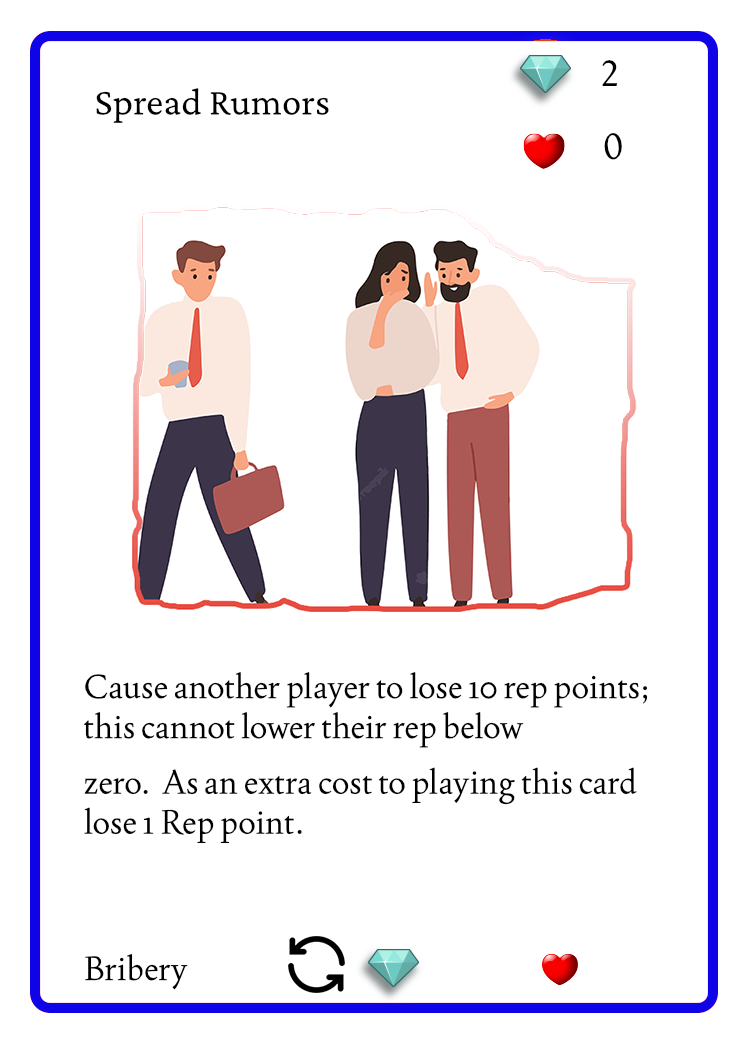 Spread Rumors
2
0
Cause another player to lose 10 rep points;
this cannot lower their rep below
zero.  As an extra cost to playing this card
lose 1 Rep point.
Bribery